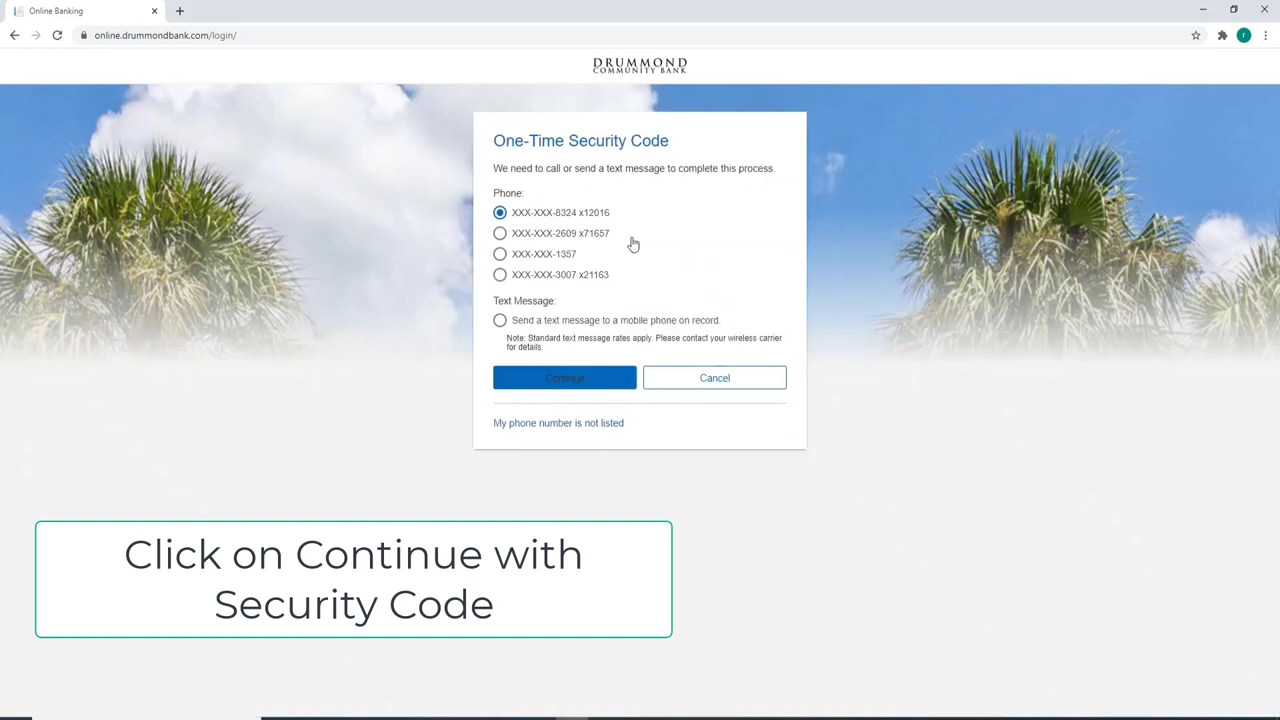 Online Banking
online.drummondbank.com/login/
r
DRUMMOND
COMMUNITY BANK
One-Time Security Code
We need to call or send a text message to complete this process.
Phone:
XXX-XXX-8324 x12016
XXX-XXX-2609 x71657
XXX-XXX-1357
XXX-XXX-3007 x21163
Text Message:
Send a text message to a mobile phone on record.
Note: Standard text message rates apply. Please contact your wireless carrier
for details.
Continue
Cancel
My phone number is not listed
Click on Continue with
Security Code